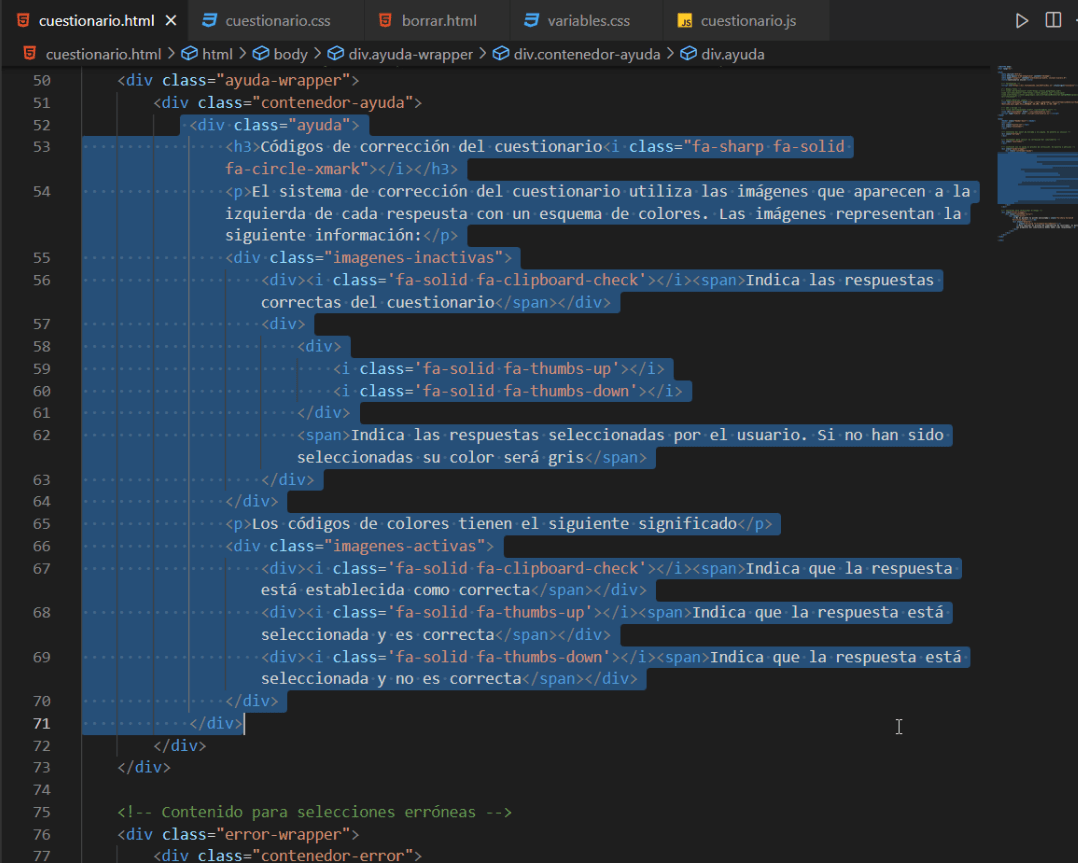 cuestionario.html
cuestionario.css
borrar.html
variables.css
JS cuestionario.js
cuestionario.html > html > body > div.ayuda-wrapper > div.contenedor-ayuda > div.ayuda
50 <div class="ayuda-wrapper">
51 <div class="contenedor-ayuda">
52 <div class="ayuda">
53 <h3>Códigos de corrección del cuestionario<i class="fa-sharp fa-solid
fa-circle-xmark"></i></h3>
54 <p>El sistema de corrección del cuestionario utiliza las imágenes que aparecen a la
izquierda de cada respeusta con un esquema de colores. Las imágenes representan la
siguiente información:</p>
55 <div class="imagenes-inactivas">
56 <div><i class='fa-solid fa-clipboard-check'></i><span>Indica las respuestas
correctas del cuestionario</span></div>
57 <div>
58 <div>
59 <i class='fa-solid fa-thumbs-up'></i>
60 <i class='fa-solid fa-thumbs-down'></i>
61 </div>
62 <span>Indica las respuestas seleccionadas por el usuario. Si no han sido
seleccionadas su color será gris</span>
63 </div>
64 </div>
65 <p>Los códigos de colores tienen el siguiente significado</p>
66 <div class="imagenes-activas">
67 <div><i class='fa-solid fa-clipboard-check'></i><span>Indica que la respuesta
está establecida como correcta</span></div>
68 <div><i class='fa-solid fa-thumbs-up'></i><span>Indica que la respuesta está
seleccionada y es correcta</span></div>
69 <div><i class='fa-solid fa-thumbs-down'></i><span>Indica que la respuesta está
seleccionada y no es correcta</span></div>
70 </div>
71 </div>
72 </div>
73 </div>
74
75 <!-- Contenido para selecciones erróneas -->
76 <div class="error-wrapper">
77 <div class="contenedor-error">